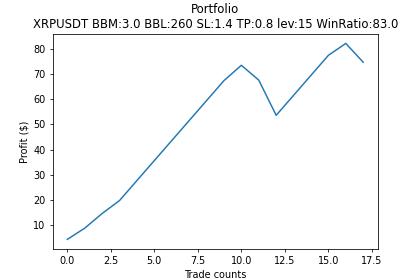 Portfolio
XRPUSDT BBM:3.0 BBL:260 SL:1.4 TP:0.8 lev:15 WinRatio:83.0
Profit ($)
80
70
60
50
40
30
20
10
0.0 2.5 5.0 7.5 10.0 12.5 15.0 17.5
Trade counts